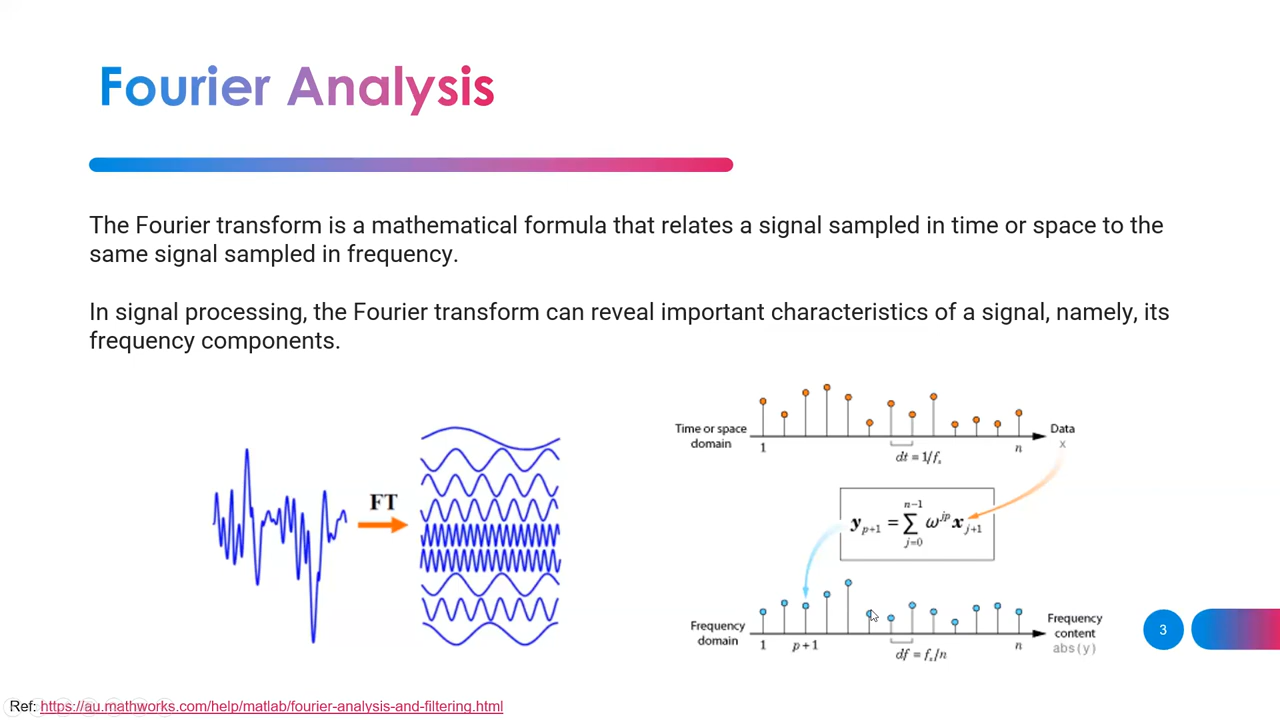 Fourier Analysis
The Fourier transform is a mathematical formula that relates a signal sampled in time or space to the
same signal sampled in frequency.
In signal processing, the Fourier transform can reveal important characteristics of a signal, namely, its
frequency components.
FT
Time or space
domain
1
dt = 1/fₛ
n
Data
x
yₚ₊₁ = ∑ⱼ₌₀ⁿ⁻¹ ωʲᵖ xⱼ₊₁
Frequency
domain
1
p+1
df = fₛ/n
n
Frequency
content
abs(y)
3
Ref: https://au.mathworks.com/help/matlab/fourier-analysis-and-filtering.html